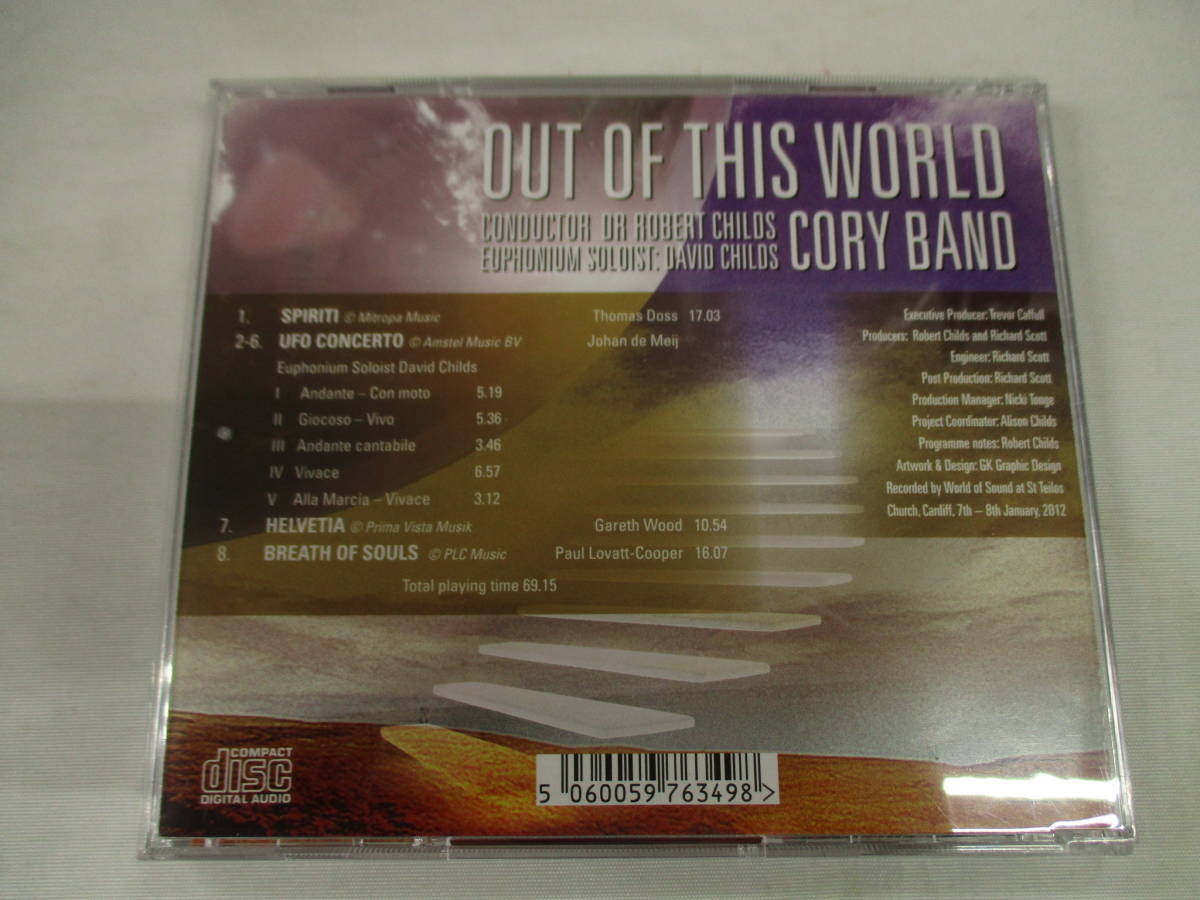 OUT OF THIS WORLD
CONDUCTOR DR ROBERT CHILDS
EUPHONIUM SOLOIST: DAVID CHILDS
CORY BAND
1. SPIRITI © Mitropa Music Thomas Doss 17.03
2-6. UFO CONCERTO © Amstel Music BV Johan de Meij
Euphonium Soloist David Childs
I Andante – Con moto 5.19
II Giocoso – Vivo 5.36
III Andante cantabile 3.46
IV Vivace 6.57
V Alla Marcia – Vivace 3.12
7. HELVETIA © Prima Vista Musik Gareth Wood 10.54
8. BREATH OF SOULS © PLC Music Paul Lovatt-Cooper 16.07
Total playing time 69.15
Executive Producer: Trevor Caffull
Producers: Robert Childs and Richard Scott
Engineer: Richard Scott
Post Production: Richard Scott
Production Manager: Nicki Tonge
Project Coordinator: Alison Childs
Programme notes: Robert Childs
Artwork & Design: GK Graphic Design
Recorded by World of Sound at St Teilos
Church, Cardiff, 7th – 8th January, 2012
COMPACT
disc
DIGITAL AUDIO
5 060059 763498 >